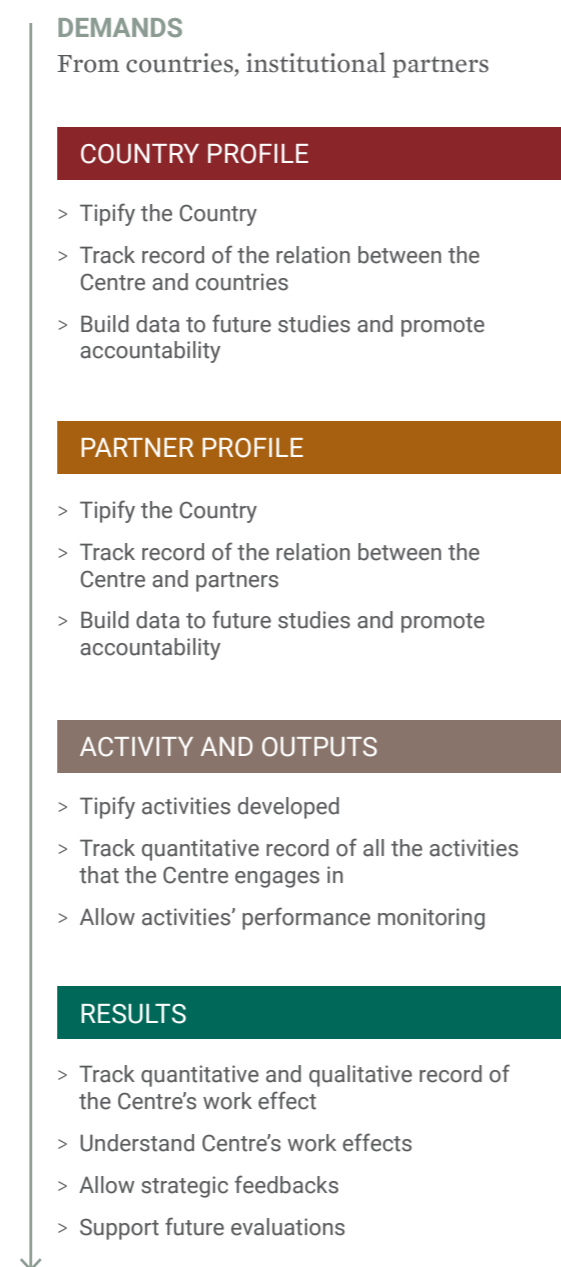 DEMANDS
From countries, institutional partners
COUNTRY PROFILE
> Tipify the Country
> Track record of the relation between the
Centre and countries
> Build data to future studies and promote
accountability
PARTNER PROFILE
> Tipify the Country
> Track record of the relation between the
Centre and partners
> Build data to future studies and promote
accountability
ACTIVITY AND OUTPUTS
> Tipify activities developed
> Track quantitative record of all the activities
that the Centre engages in
> Allow activities’ performance monitoring
RESULTS
> Track quantitative and qualitative record of
the Centre’s work effect
> Understand Centre’s work effects
> Allow strategic feedbacks
> Support future evaluations